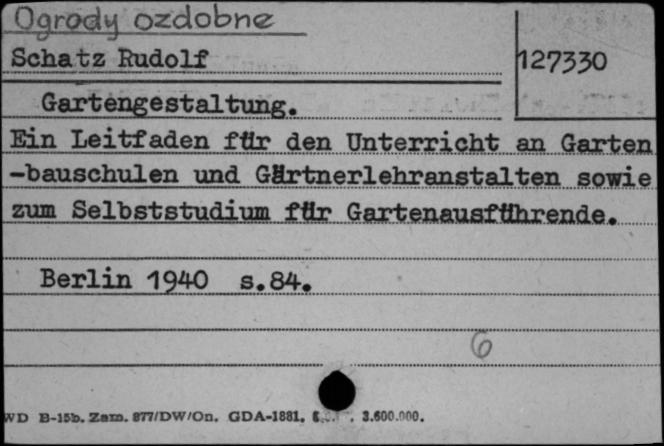 Ogrody ozdobne
Schatz Rudolf
127330
Gartengestaltung.
Ein Leitfaden für den Unterricht an Garten
-bauschulen und Gärtnerlehranstalten sowie
zum Selbststudium für Gartenausführende.
Berlin 1940 s.84.
6
WD B-15b. Zam. 877/DW/On. GDA-1881. 3.600.000.